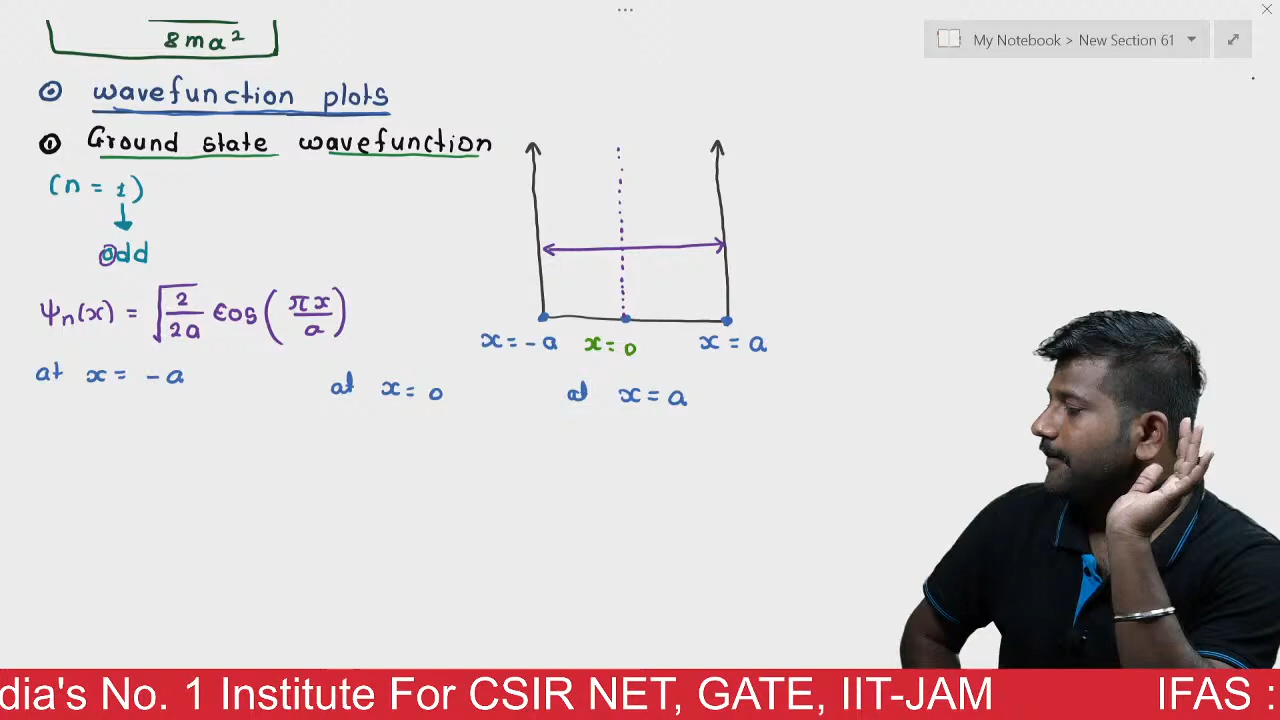 8ma²
My Notebook > New Section 61
wavefunction plots
① Ground state wavefunction
(n = 1)
odd
ψn(x) = √2/2a Cos(πx/a)
x = -a x = 0 x = a
at x = -a at x = 0 at x = a
dia's No. 1 Institute For CSIR NET, GATE, IIT-JAM IFAS :